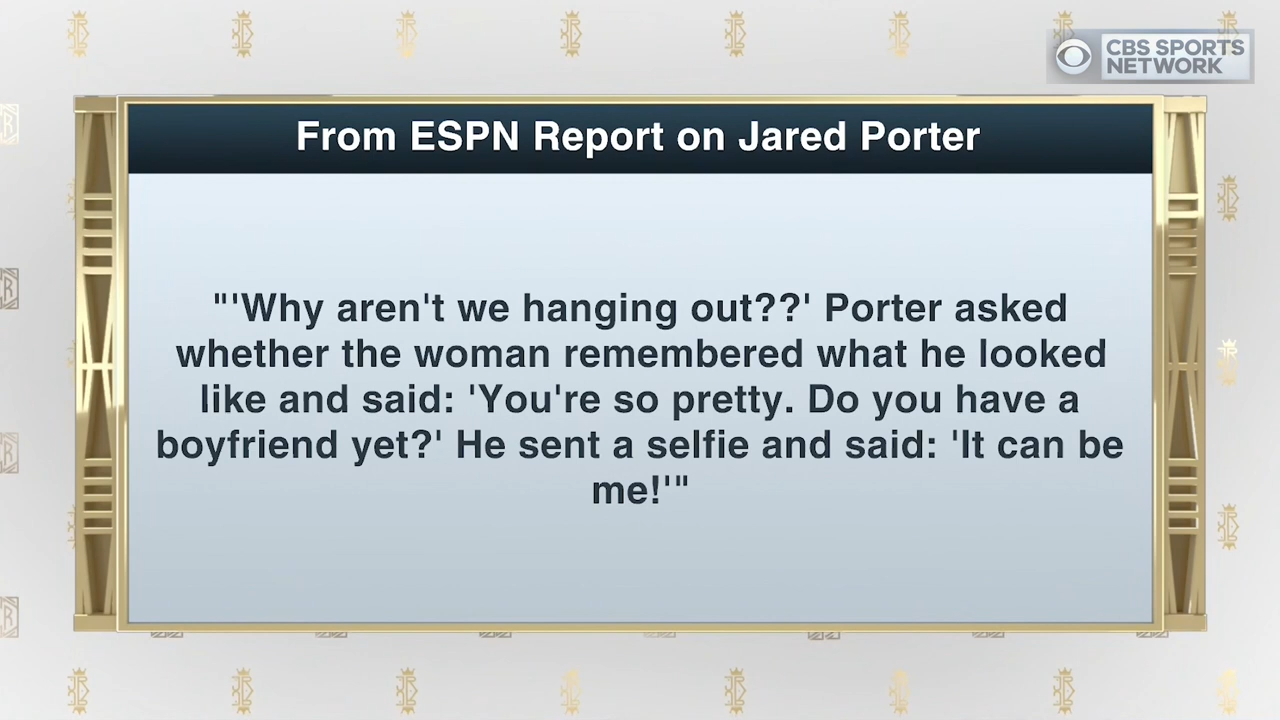 CBS SPORTS
NETWORK
From ESPN Report on Jared Porter
"'Why aren't we hanging out??' Porter asked
whether the woman remembered what he looked
like and said: 'You're so pretty. Do you have a
boyfriend yet?' He sent a selfie and said: 'It can be
me!'"